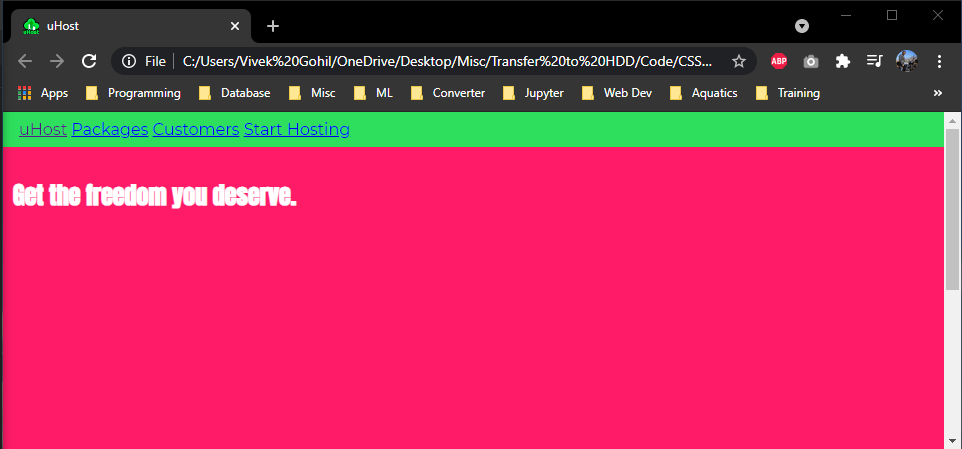 uHost
File C:/Users/Vivek%20Gohil/OneDrive/Desktop/Misc/Transfer%20to%20HDD/Code/CSS... ABP
Apps Programming Database Misc ML Converter Jupyter Web Dev Aquatics Training »
uHost Packages Customers Start Hosting
Get the freedom you deserve.